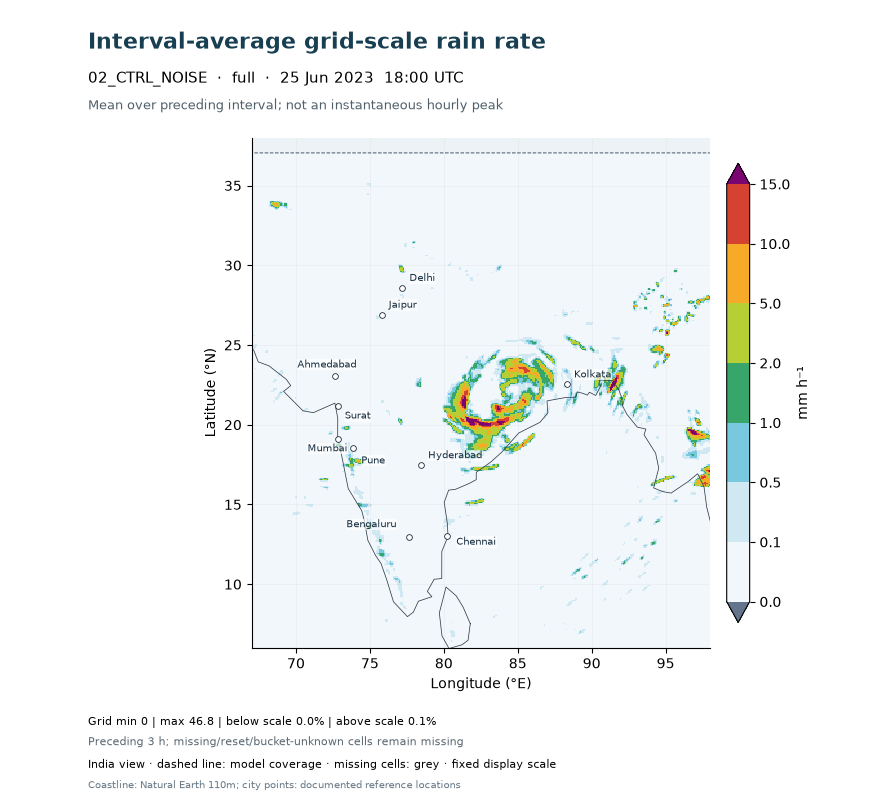 Interval-average grid-scale rain rate
02_CTRL_NOISE · full · 25 Jun 2023 18:00 UTC
Mean over preceding interval; not an instantaneous hourly peak
35
30
25
20
15
10
Latitude (°N)
Delhi
Jaipur
Ahmedabad
Kolkata
Surat
Mumbai
Pune
Hyderabad
Bengaluru
Chennai
70 75 80 85 90 95
Longitude (°E)
15.0
10.0
5.0
2.0
1.0
0.5
0.1
0.0
mm h⁻¹
Grid min 0 | max 46.8 | below scale 0.0% | above scale 0.1%
Preceding 3 h; missing/reset/bucket-unknown cells remain missing
India view · dashed line: model coverage · missing cells: grey · fixed display scale
Coastline: Natural Earth 110m; city points: documented reference locations